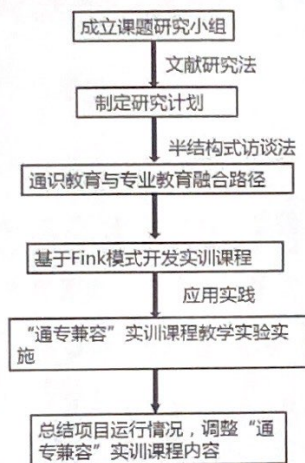 成立课题研究小组
文献研究法
制定研究计划
半结构式访谈法
通识教育与专业教育融合路径
基于Fink模式开发实训课程
应用实践
“通专兼容”实训课程教学实验实
施
总结项目运行情况，调整“通
专兼容”实训课程内容